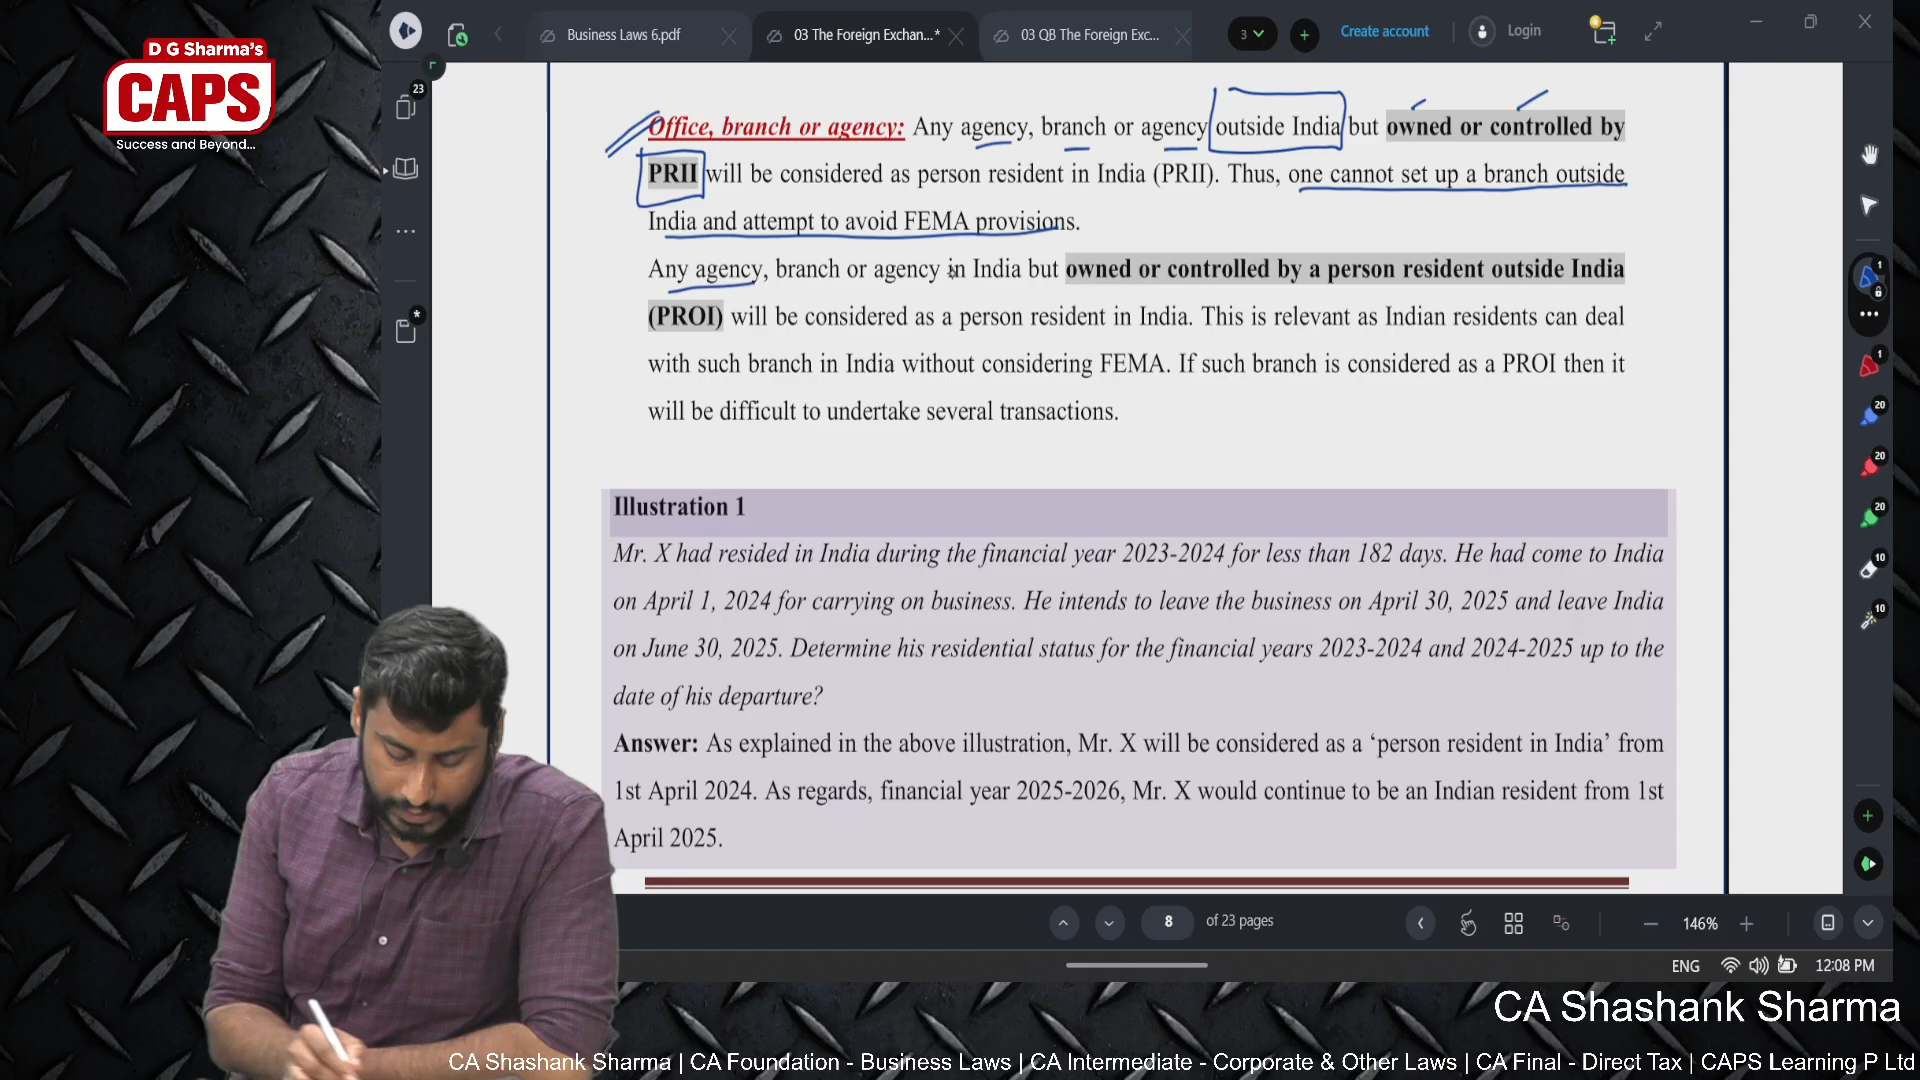 D G Sharma's
CAPS
Success and Beyond...
Business Laws 6.pdf
03 The Foreign Exchan...*
03 QB The Foreign Exc...
3
Create account
Login
23
Office, branch or agency: Any agency, branch or agency outside India but owned or controlled by
PRII will be considered as person resident in India (PRII). Thus, one cannot set up a branch outside
India and attempt to avoid FEMA provisions.
Any agency, branch or agency in India but owned or controlled by a person resident outside India
(PROI) will be considered as a person resident in India. This is relevant as Indian residents can deal
with such branch in India without considering FEMA. If such branch is considered as a PROI then it
will be difficult to undertake several transactions.
Illustration 1
Mr. X had resided in India during the financial year 2023-2024 for less than 182 days. He had come to India
on April 1, 2024 for carrying on business. He intends to leave the business on April 30, 2025 and leave India
on June 30, 2025. Determine his residential status for the financial years 2023-2024 and 2024-2025 up to the
date of his departure?
Answer: As explained in the above illustration, Mr. X will be considered as a ‘person resident in India’ from
1st April 2024. As regards, financial year 2025-2026, Mr. X would continue to be an Indian resident from 1st
April 2025.
1
1
20
20
20
10
10
8 of 23 pages
146%
ENG
12:08 PM
CA Shashank Sharma
CA Shashank Sharma | CA Foundation - Business Laws | CA Intermediate - Corporate & Other Laws | CA Final - Direct Tax | CAPS Learning P Ltd